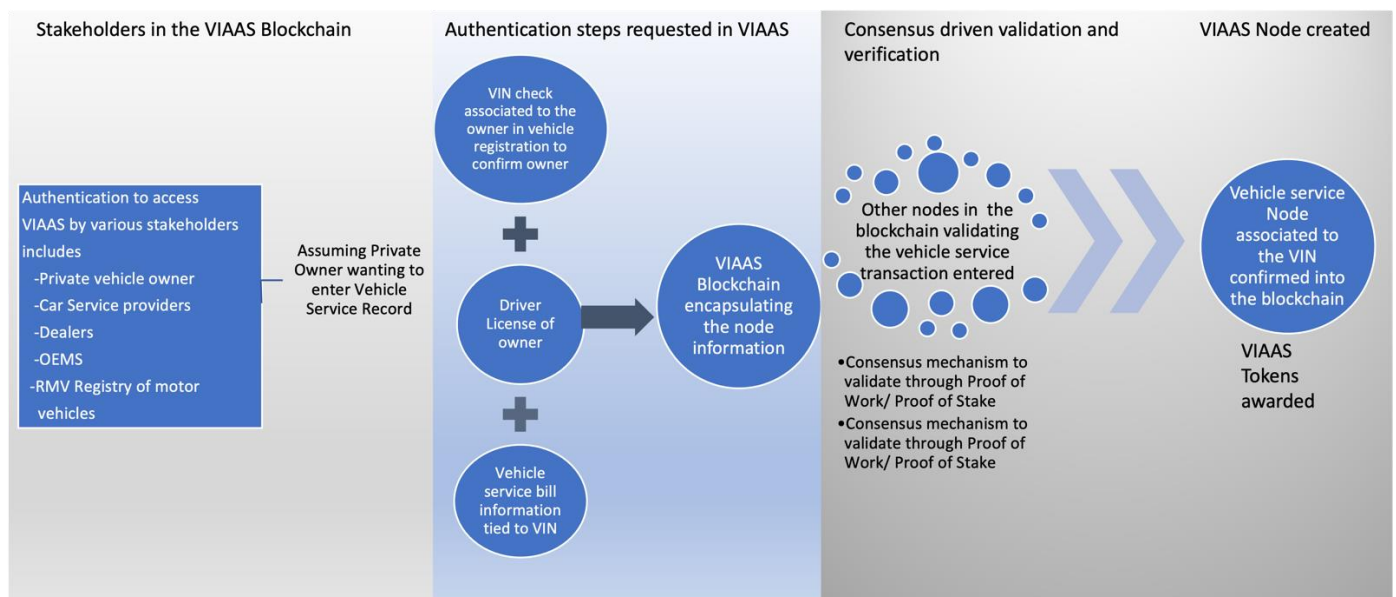 Stakeholders in the VIAAS Blockchain
Authentication to access
VIAAS by various stakeholders
includes
-Private vehicle owner
-Car Service providers
-Dealers
-OEMS
-RMV Registry of motor
vehicles
Assuming Private
Owner wanting to
enter Vehicle
Service Record
Authentication steps requested in VIAAS
VIN check
associated to the
owner in vehicle
registration to
confirm owner
Driver
License of
owner
Vehicle
service bill
information
tied to VIN
VIAAS
Blockchain
encapsulating
the node
information
Consensus driven validation and
verification
Other nodes in the
blockchain validating
the vehicle service
transaction entered
•Consensus mechanism to
validate through Proof of
Work/ Proof of Stake
•Consensus mechanism to
validate through Proof of
Work/ Proof of Stake
VIAAS Node created
Vehicle service
Node
associated to
the VIN
confirmed into
the blockchain
VIAAS
Tokens
awarded